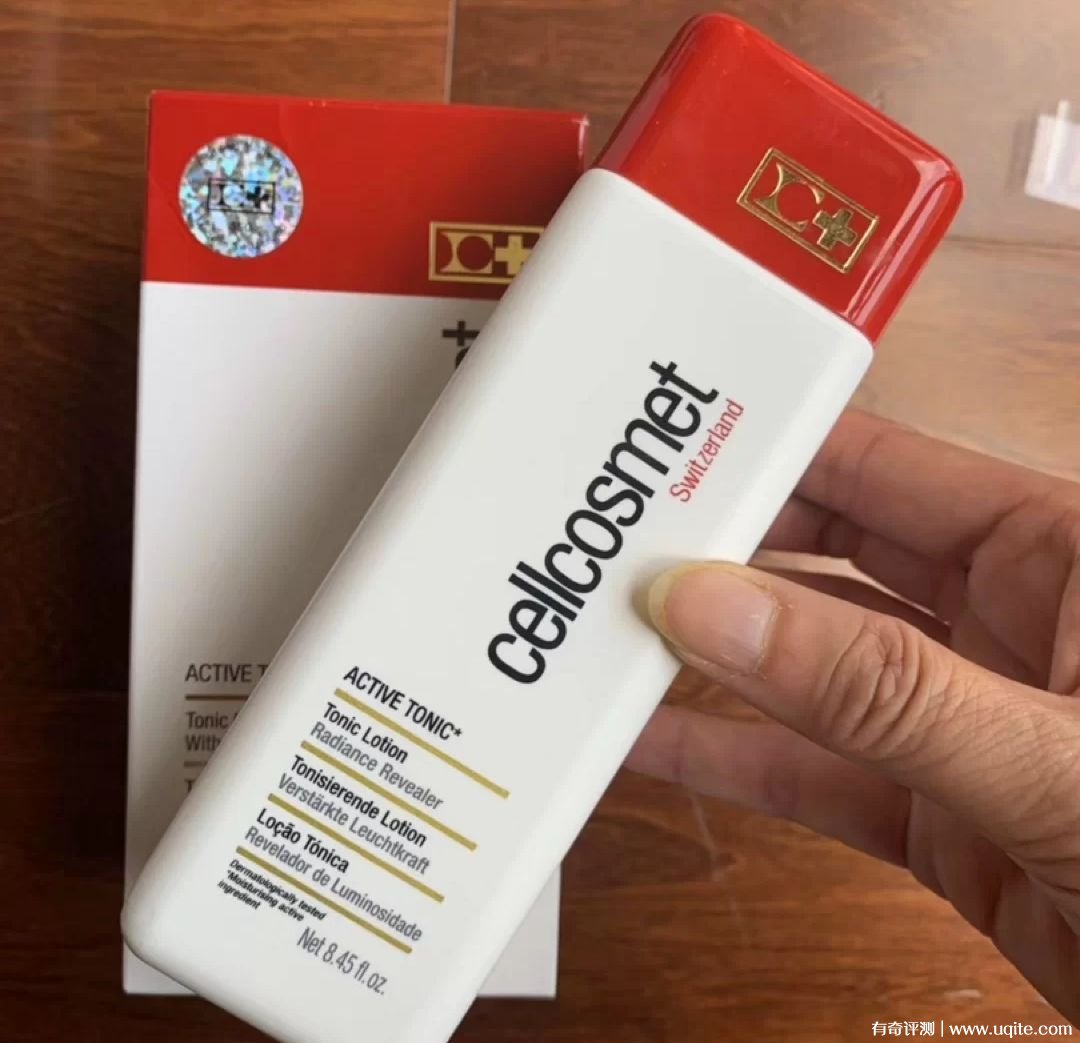 cellcosmet
Switzerland
ACTIVE TONIC*
Tonic Lotion
Radiance Revealer
Tonisierende Lotion
Verstärkte Leuchtkraft
Loção Tónica
Revelador de Luminosidade
Dermatologically tested
*Moisturising active
ingredient
Net 8.45 fl.oz.
ACTIVE
Tonic
With
有奇评测 | www.uqite.com